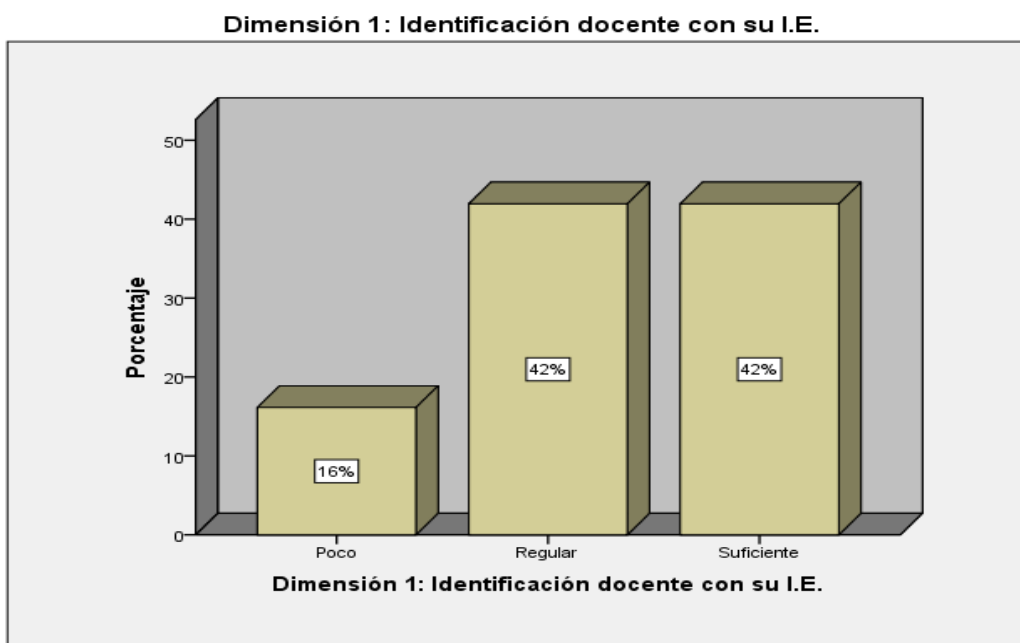 Dimensión 1: Identificación docente con su I.E.
50
40
30
20
10
0
Porcentaje
16%
42%
42%
Poco
Regular
Suficiente
Dimensión 1: Identificación docente con su I.E.